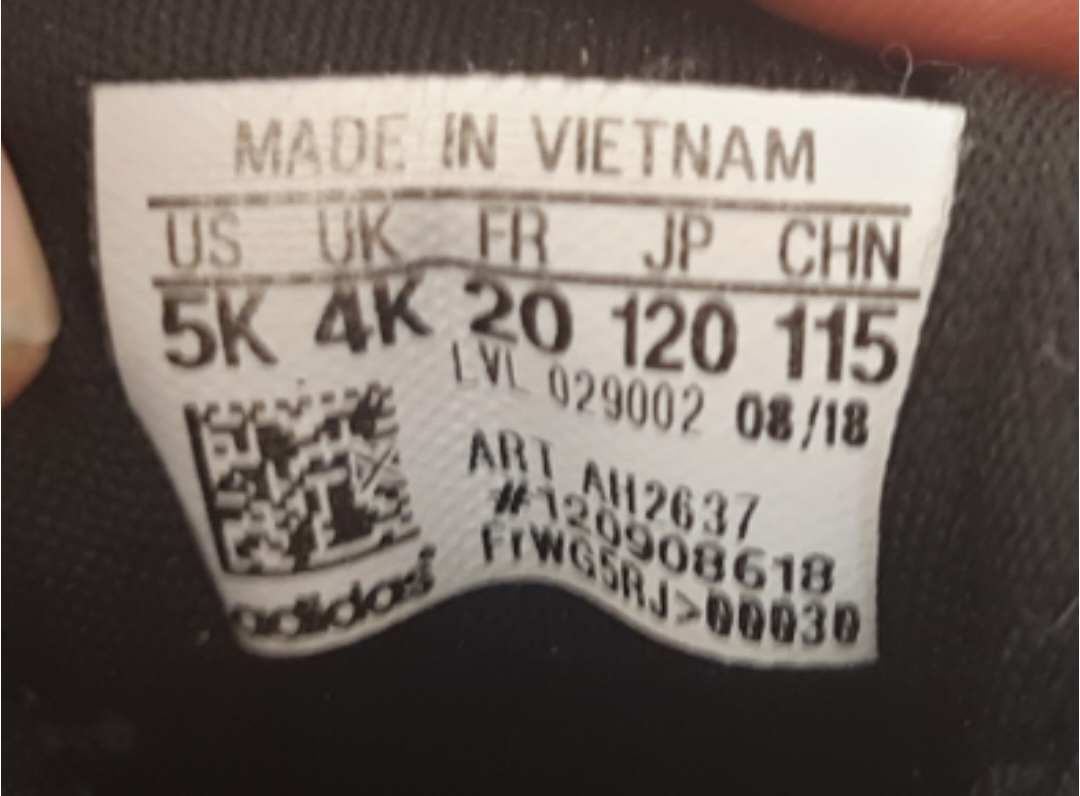 MADE IN VIETNAM
US UK FR JP CHN
5K 4K 20 120 115
LVL 029002 08/18
ART AH2637
#120908618
FrWG5RJ>00030
adidas